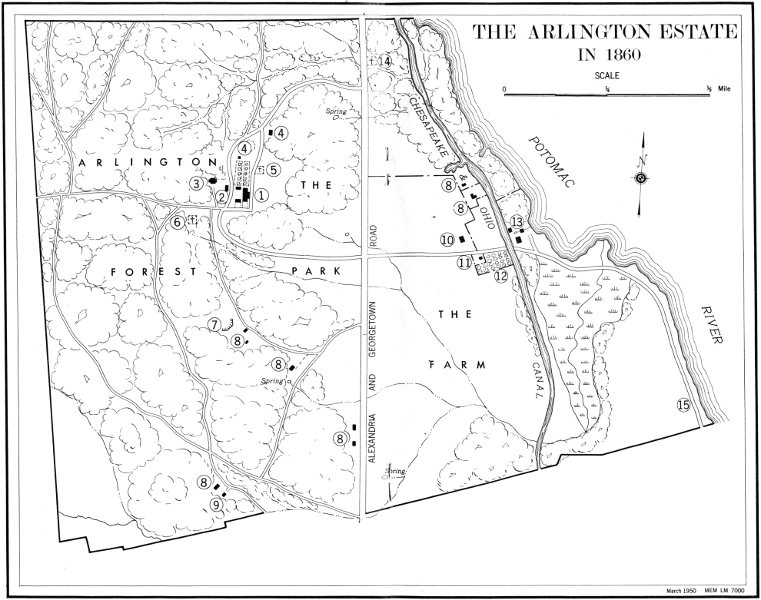 THE ARLINGTON ESTATE
IN 1860
SCALE
0 ¼ ½ Mile
14
Spring
CHESAPEAKE
POTOMAC
N
4
4
ARLINGTON
5
3
THE
2
1
8
&
8
OHIO
6
13
ROAD
10
11
12
FOREST PARK
RIVER
THE
GEORGETOWN
7
8
8
FARM
Spring
CANAL
AND
15
ALEXANDRIA
8
Spring
8
9
March 1950 MEM LM 7000